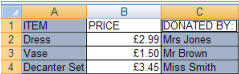 A B C
1 ITEM PRICE DONATED BY:
2 Dress £2.99 Mrs Jones
3 Vase £1.50 Mr Brown
4 Decanter Set £3.45 Miss Smith